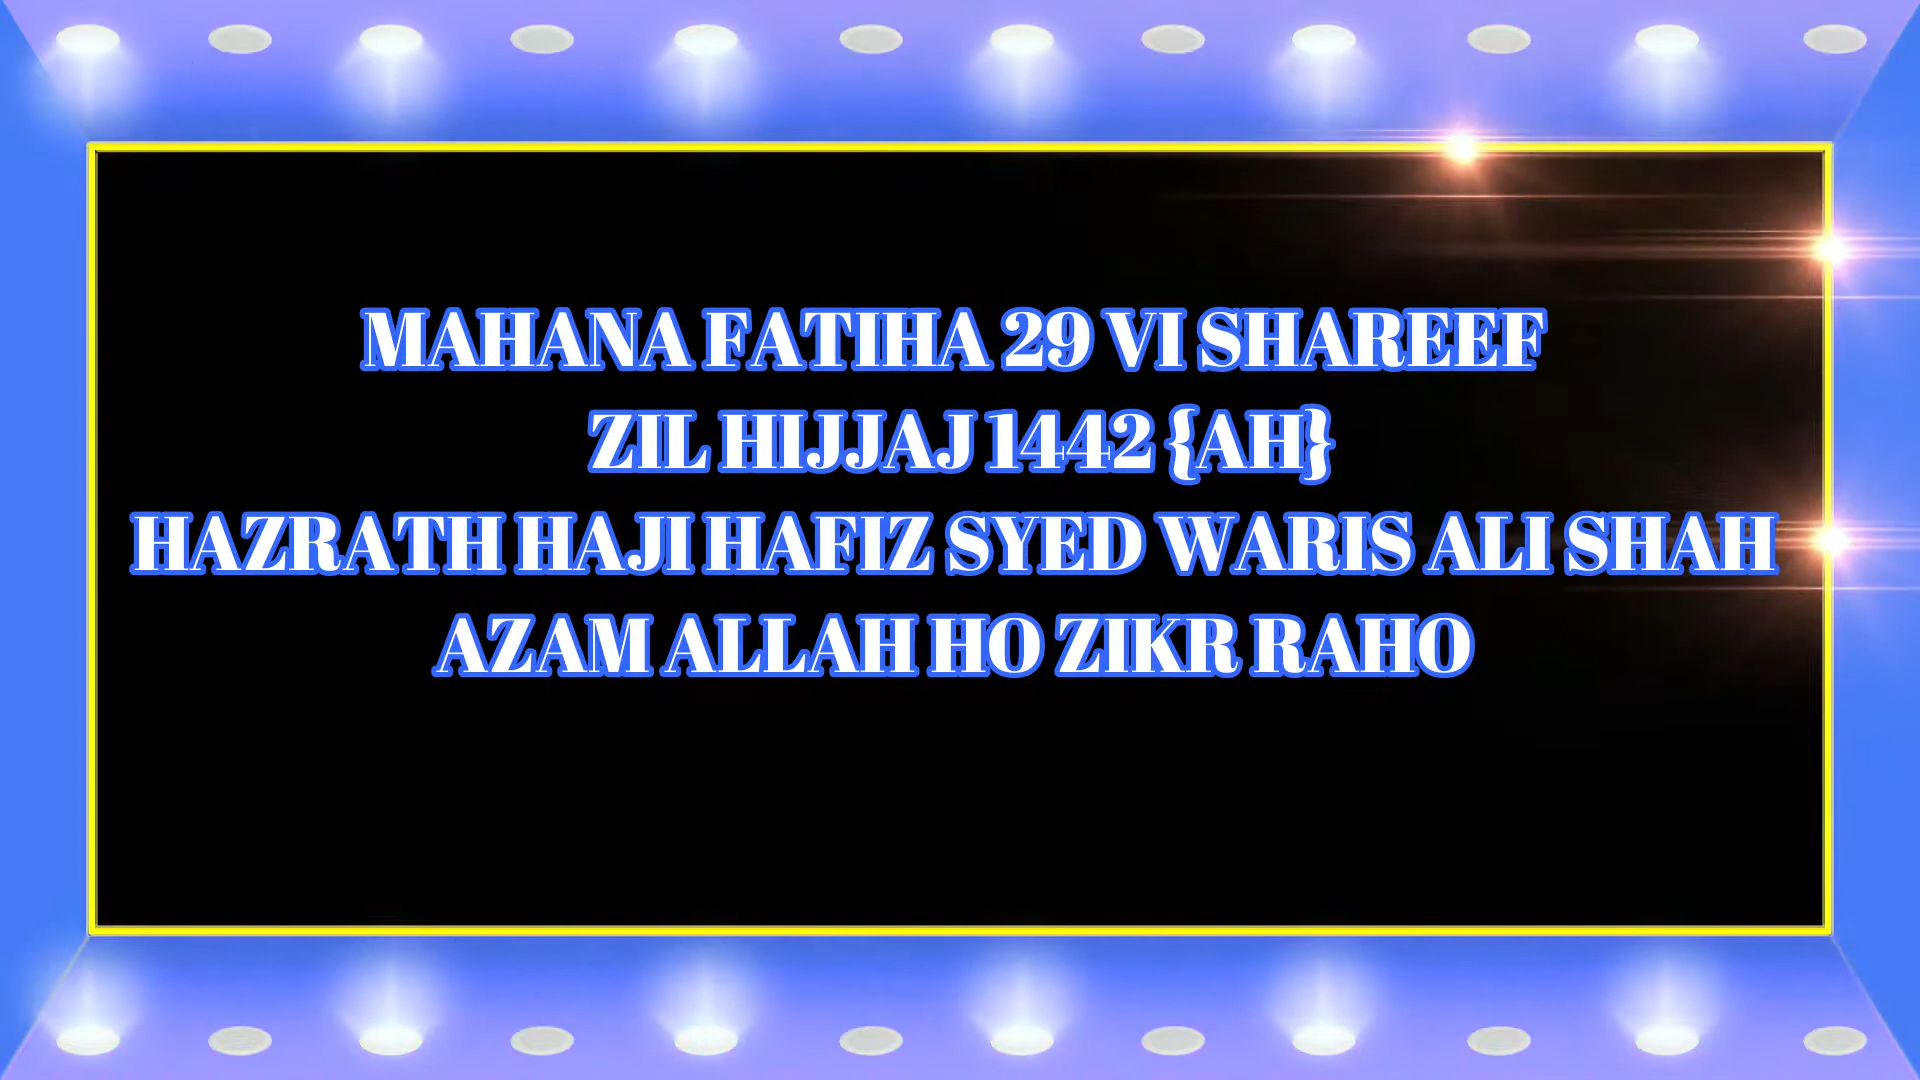 MAHANA FATIHA 29 VI SHAREEF
ZIL HIJJAJ 1442 {AH}
HAZRATH HAJI HAFIZ SYED WARIS ALI SHAH
AZAM ALLAH HO ZIKR RAHO